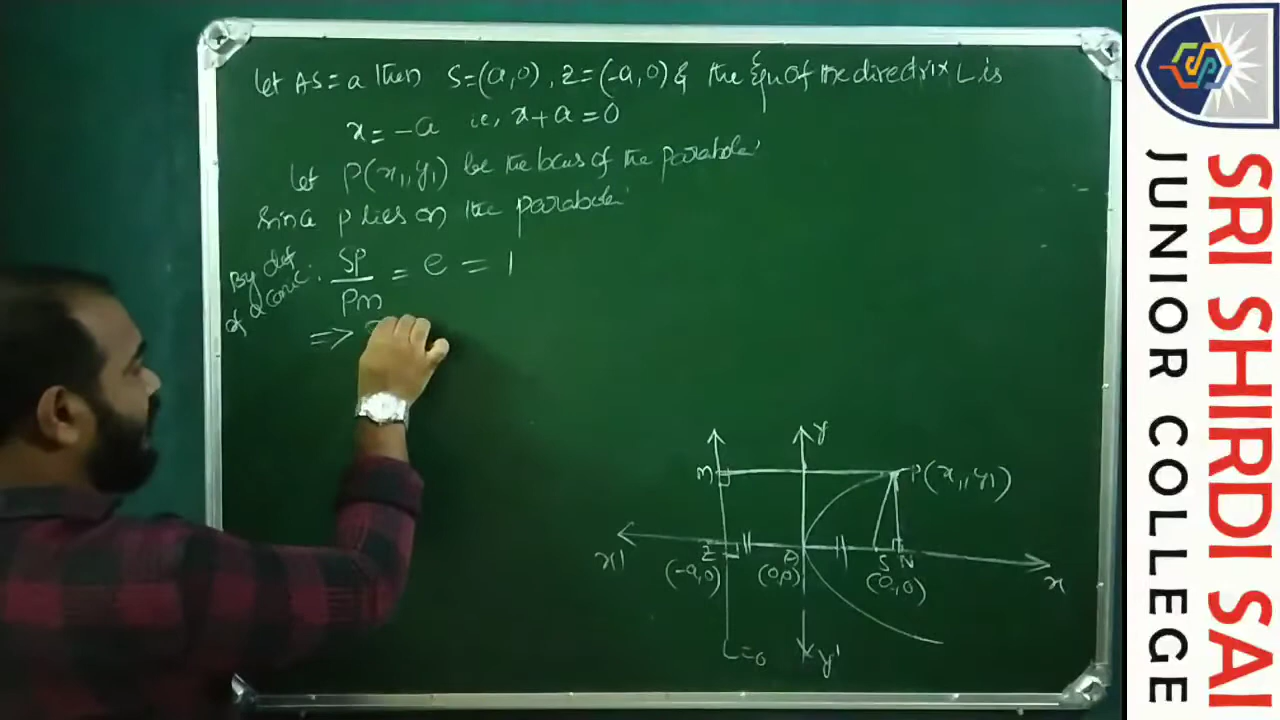 Let AS = a then S=(a,0), Z=(-a,0) & the Equ of the directrix L is
x = -a ie, x+a=0
Let P(x1,y1) be the locus of the parabola
Since P lies on the parabola
By def of a conic. SP/PM = e = 1
=>
y
M
P(x1,y1)
x1 Z A S N x
(-a,0) (0,0) (a,0)
L=0 y'
SRI SHIRDI SAI
JUNIOR COLLEGE